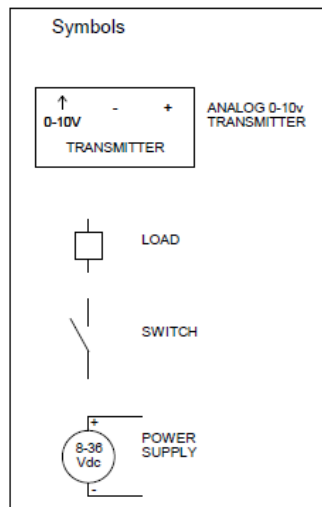 Symbols
↑ - +
0-10V
TRANSMITTER
ANALOG 0-10v
TRANSMITTER
LOAD
SWITCH
+
8-36
Vdc
-
POWER
SUPPLY